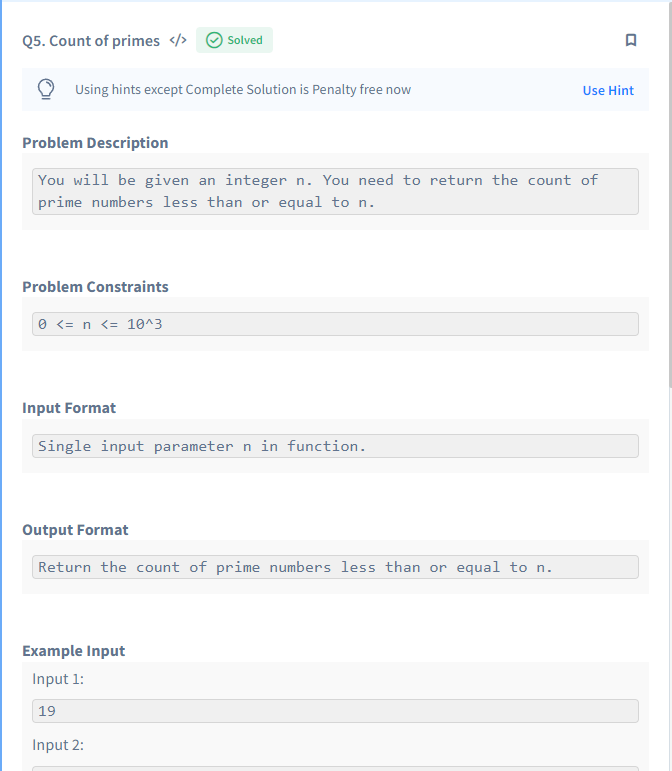 Q5. Count of primes </> Solved
Using hints except Complete Solution is Penalty free now Use Hint
Problem Description
You will be given an integer n. You need to return the count of
prime numbers less than or equal to n.
Problem Constraints
0 <= n <= 10^3
Input Format
Single input parameter n in function.
Output Format
Return the count of prime numbers less than or equal to n.
Example Input
Input 1:
19
Input 2: